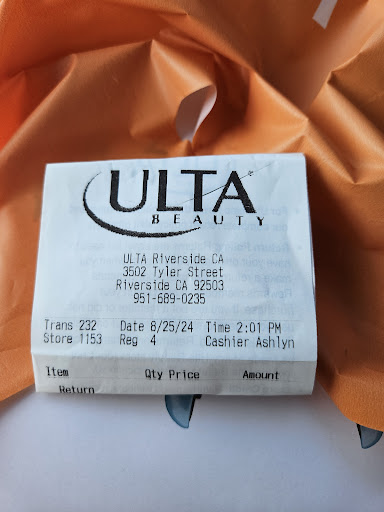 ULTA
BEAUTY
ULTA Riverside CA
3502 Tyler Street
Riverside CA 92503
951-689-0235
Trans 232 Date 8/25/24 Time 2:01 PM
Store 1153 Reg 4 Cashier Ashlyn
Item Qty Price Amount
Return